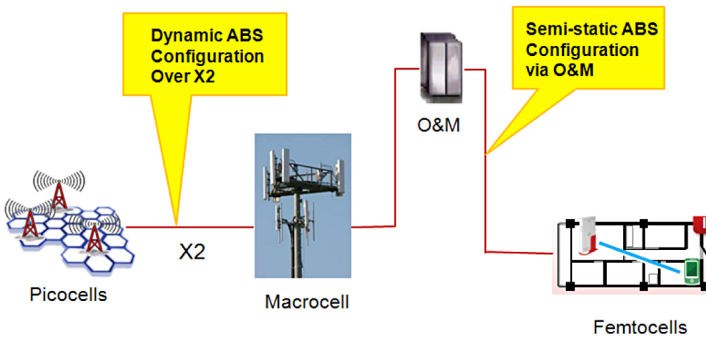 Dynamic ABS
Configuration
Over X2
Semi-static ABS
Configuration
via O&M
O&M
X2
Picocells
Macrocell
Femtocells